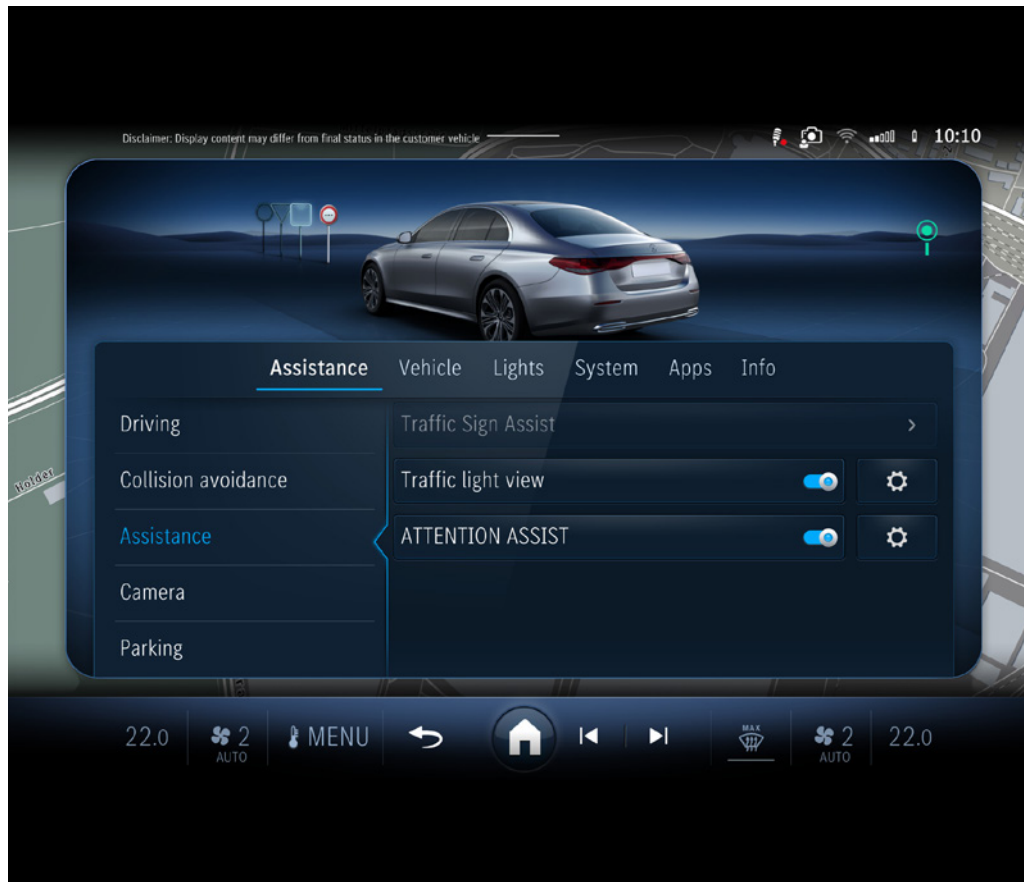 Disclaimer: Display content may differ from final status in the customer vehicle
10:10
Assistance Vehicle Lights System Apps Info
Driving
Traffic Sign Assist
Collision avoidance
Traffic light view
Assistance
ATTENTION ASSIST
Camera
Parking
Holder
22.0 2 AUTO MENU MAX 2 AUTO 22.0